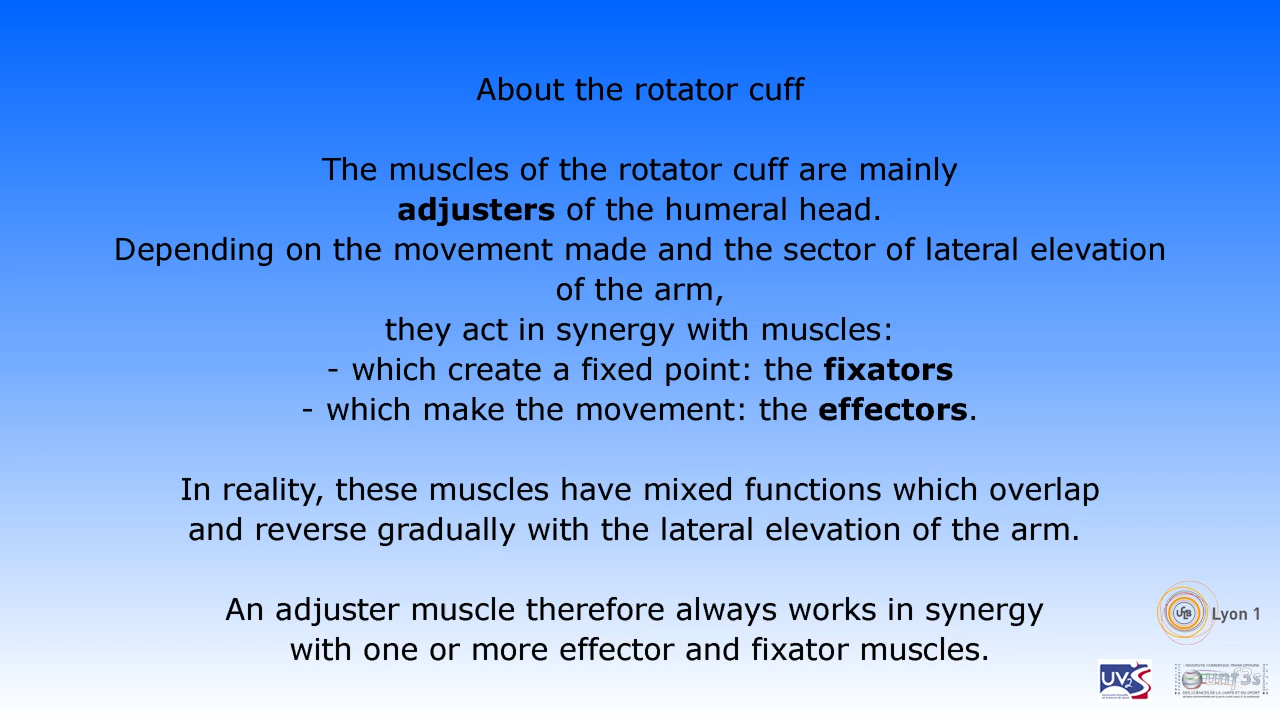 About the rotator cuff
The muscles of the rotator cuff are mainly
adjusters of the humeral head.
Depending on the movement made and the sector of lateral elevation
of the arm,
they act in synergy with muscles:
- which create a fixed point: the fixators
- which make the movement: the effectors.
In reality, these muscles have mixed functions which overlap
and reverse gradually with the lateral elevation of the arm.
An adjuster muscle therefore always works in synergy
with one or more effector and fixator muscles.
Lyon 1
UV2S
unf3s